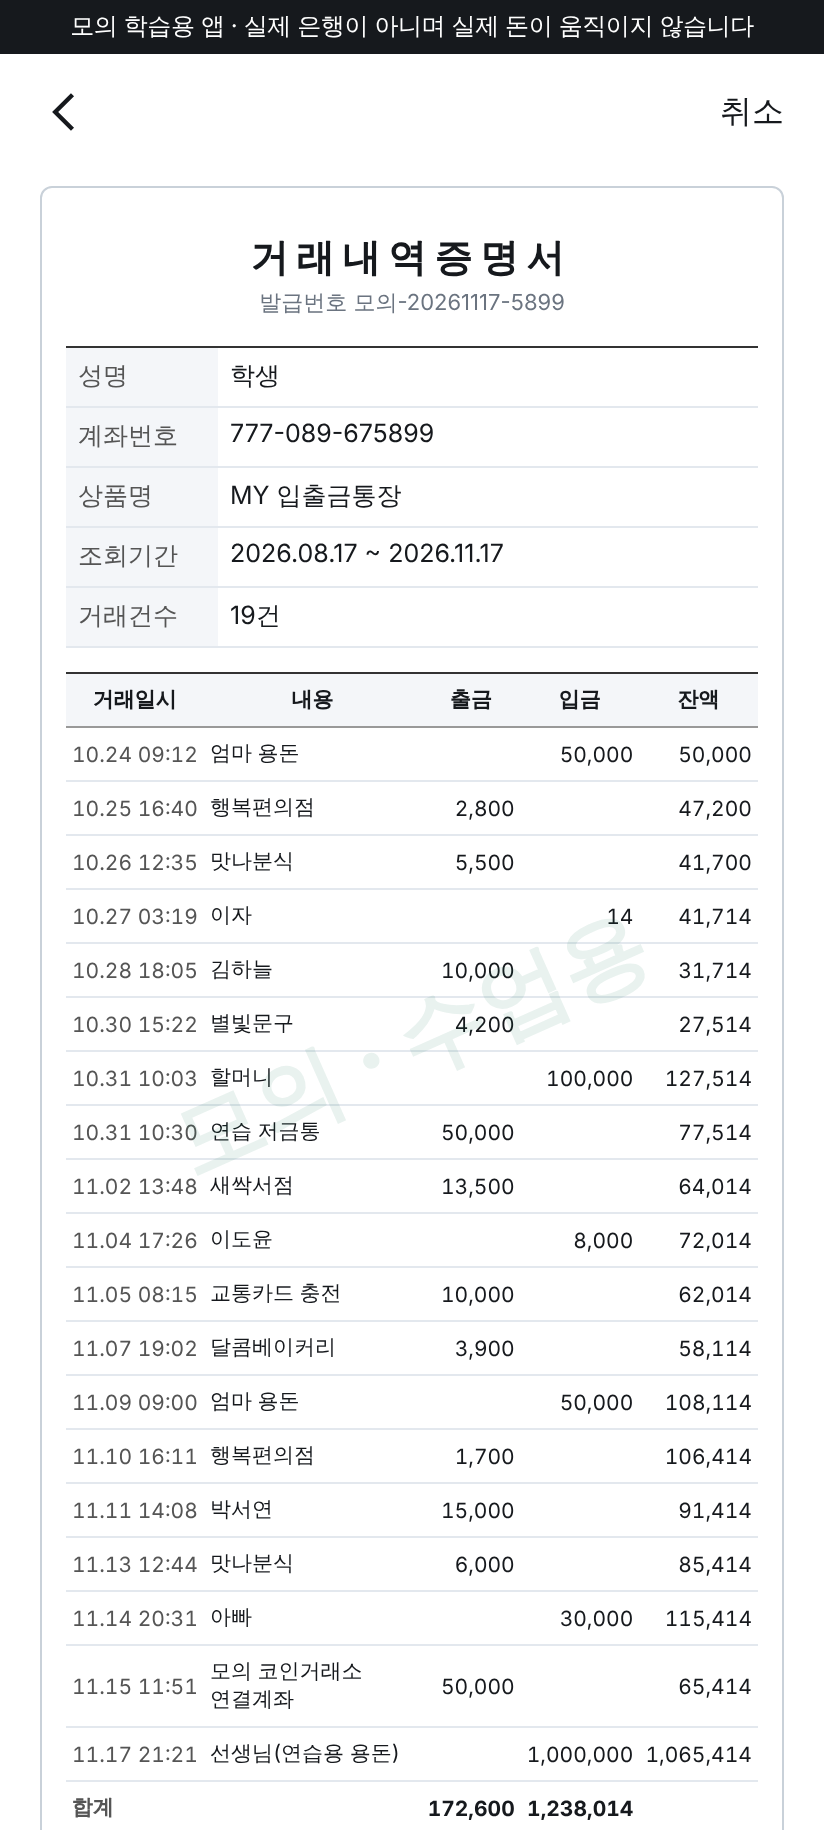 모의 학습용 앱 · 실제 은행이 아니며 실제 돈이 움직이지 않습니다
취소
거래내역증명서
발급번호 모의-20261117-5899
성명 학생
계좌번호 777-089-675899
상품명 MY 입출금통장
조회기간 2026.08.17 ~ 2026.11.17
거래건수 19건
거래일시 내용 출금 입금 잔액
10.24 09:12 엄마 용돈 50,000 50,000
10.25 16:40 행복편의점 2,800 47,200
10.26 12:35 맛나분식 5,500 41,700
10.27 03:19 이자 14 41,714
10.28 18:05 김하늘 10,000 31,714
10.30 15:22 별빛문구 4,200 27,514
10.31 10:03 할머니 100,000 127,514
10.31 10:30 연습 저금통 50,000 77,514
11.02 13:48 새싹서점 13,500 64,014
11.04 17:26 이도윤 8,000 72,014
11.05 08:15 교통카드 충전 10,000 62,014
11.07 19:02 달콤베이커리 3,900 58,114
11.09 09:00 엄마 용돈 50,000 108,114
11.10 16:11 행복편의점 1,700 106,414
11.11 14:08 박서연 15,000 91,414
11.13 12:44 맛나분식 6,000 85,414
11.14 20:31 아빠 30,000 115,414
11.15 11:51 모의 코인거래소 연결계좌 50,000 65,414
11.17 21:21 선생님(연습용 용돈) 1,000,000 1,065,414
합계 172,600 1,238,014
모의 · 수업용